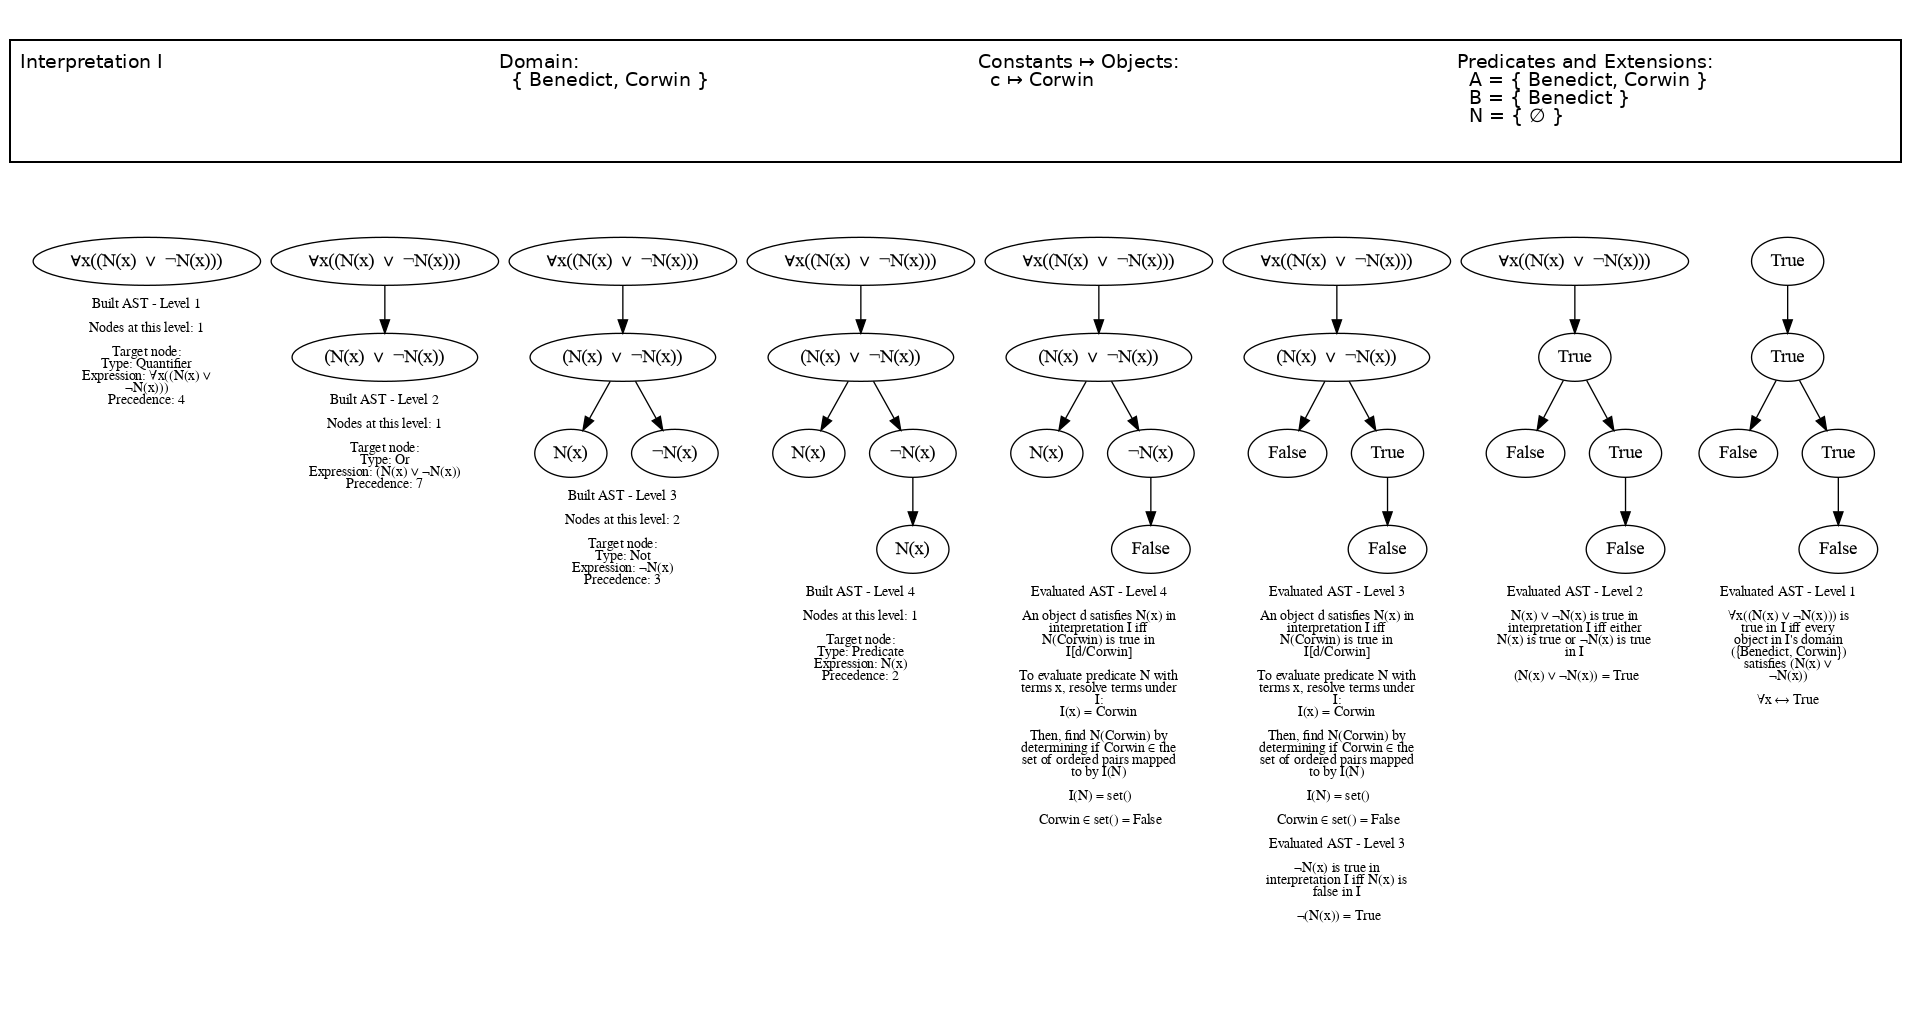 Interpretation I
Domain:
{ Benedict, Corwin }
Constants ↦ Objects:
c ↦ Corwin
Predicates and Extensions:
A = { Benedict, Corwin }
B = { Benedict }
N = { ∅ }
∀x((N(x) ∨ ¬N(x)))
Built AST - Level 1
Nodes at this level: 1
Target node:
Type: Quantifier
Expression: ∀x((N(x) ∨
¬N(x)))
Precedence: 4
∀x((N(x) ∨ ¬N(x)))
(N(x) ∨ ¬N(x))
Built AST - Level 2
Nodes at this level: 1
Target node:
Type: Or
Expression: (N(x) ∨ ¬N(x))
Precedence: 7
∀x((N(x) ∨ ¬N(x)))
(N(x) ∨ ¬N(x))
N(x)
¬N(x)
Built AST - Level 3
Nodes at this level: 2
Target node:
Type: Not
Expression: ¬N(x)
Precedence: 3
∀x((N(x) ∨ ¬N(x)))
(N(x) ∨ ¬N(x))
N(x)
¬N(x)
N(x)
Built AST - Level 4
Nodes at this level: 1
Target node:
Type: Predicate
Expression: N(x)
Precedence: 2
∀x((N(x) ∨ ¬N(x)))
(N(x) ∨ ¬N(x))
N(x)
¬N(x)
False
Evaluated AST - Level 4
An object d satisfies N(x) in
interpretation I iff
N(Corwin) is true in
I[d/Corwin]
To evaluate predicate N with
terms x, resolve terms under
I:
I(x) = Corwin
Then, find N(Corwin) by
determining if Corwin ∈ the
set of ordered pairs mapped
to by I(N)
I(N) = set()
Corwin ∈ set() = False
∀x((N(x) ∨ ¬N(x)))
(N(x) ∨ ¬N(x))
False
True
False
Evaluated AST - Level 3
An object d satisfies N(x) in
interpretation I iff
N(Corwin) is true in
I[d/Corwin]
To evaluate predicate N with
terms x, resolve terms under
I:
I(x) = Corwin
Then, find N(Corwin) by
determining if Corwin ∈ the
set of ordered pairs mapped
to by I(N)
I(N) = set()
Corwin ∈ set() = False
Evaluated AST - Level 3
¬N(x) is true in
interpretation I iff N(x) is
false in I
¬(N(x)) = True
∀x((N(x) ∨ ¬N(x)))
True
False
True
False
Evaluated AST - Level 2
N(x) ∨ ¬N(x) is true in
interpretation I iff either
N(x) is true or ¬N(x) is true
in I
(N(x) ∨ ¬N(x)) = True
True
True
False
True
False
Evaluated AST - Level 1
∀x((N(x) ∨ ¬N(x))) is
true in I iff every
object in I's domain
({Benedict, Corwin})
satisfies (N(x) ∨
¬N(x))
∀x ↔ True